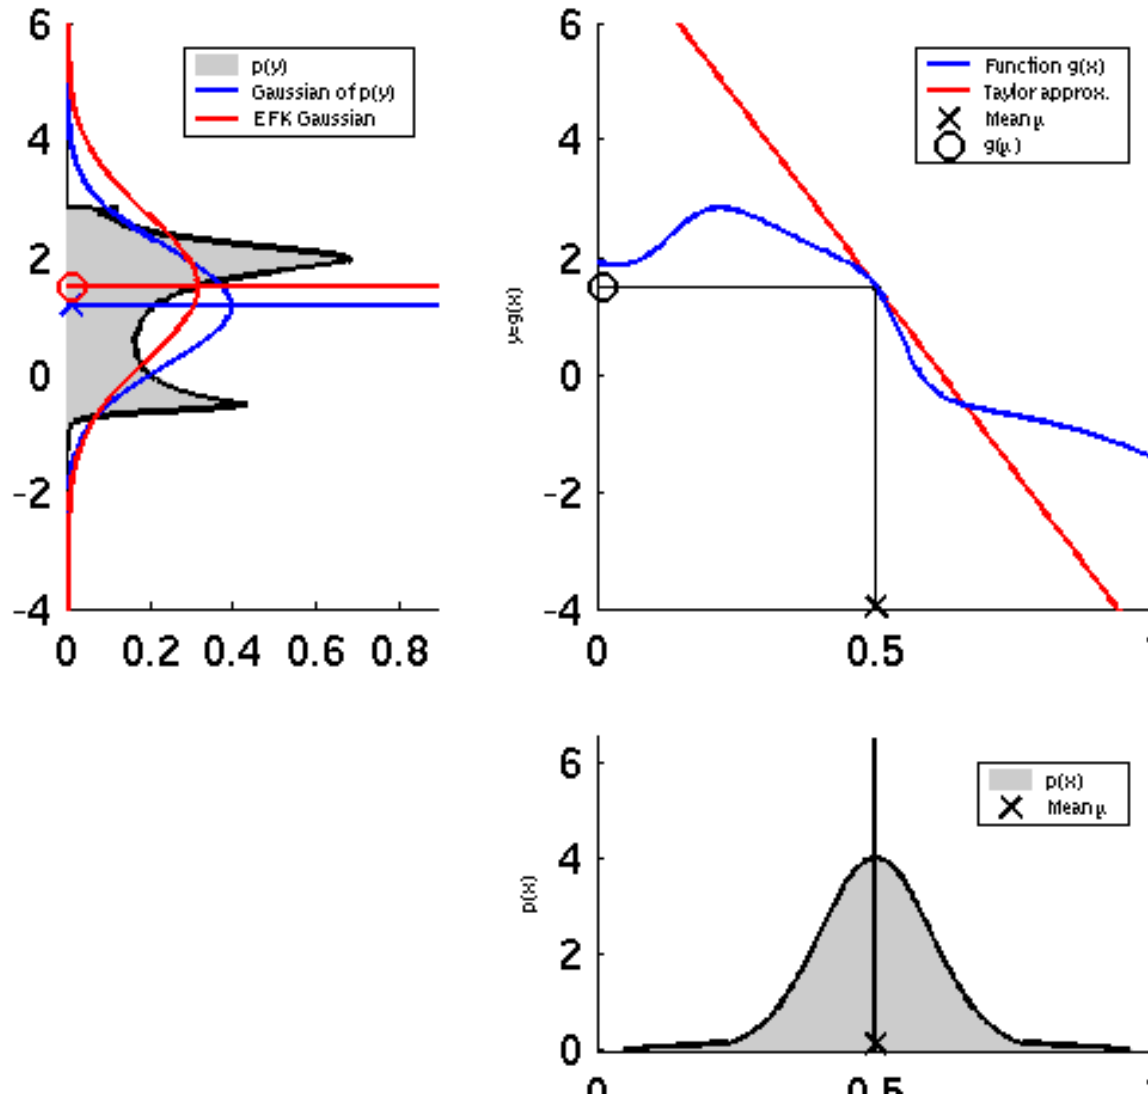 6
4
2
0
-2
-4
0 0.2 0.4 0.6 0.8
p(y)
Gaussian of p(y)
EFK Gaussian
6
4
2
0
-2
-4
y=g(x)
0 0.5
Function g(x)
Taylor approx.
Mean μ
g(μ)
6
4
2
0
p(x)
0 0.5
p(x)
Mean μ